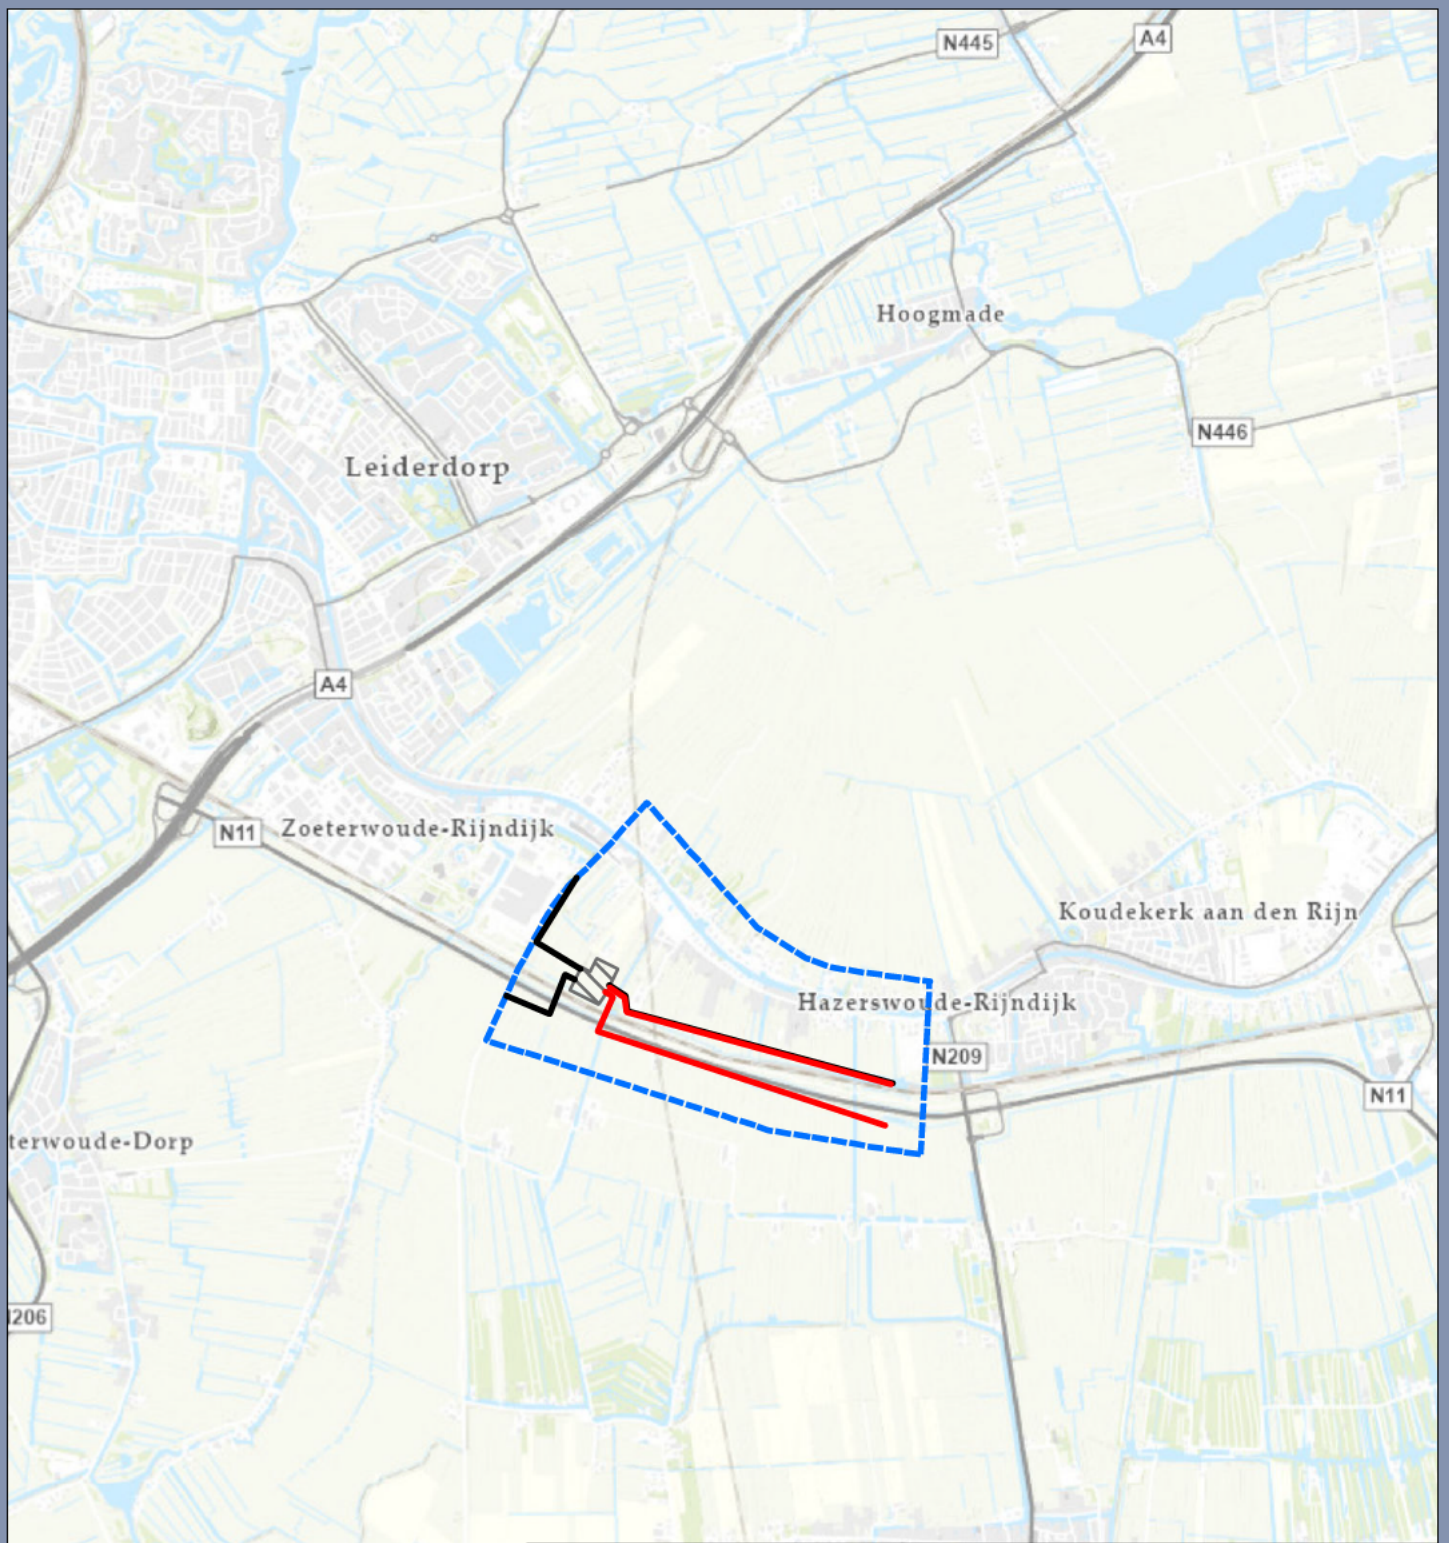 N445
A4
Hoogmade
N446
Leiderdorp
A4
N11
Zoeterwoude-Rijndijk
Koudekerk aan den Rijn
Hazerswoude-Rijndijk
N209
N11
terwoude-Dorp
206